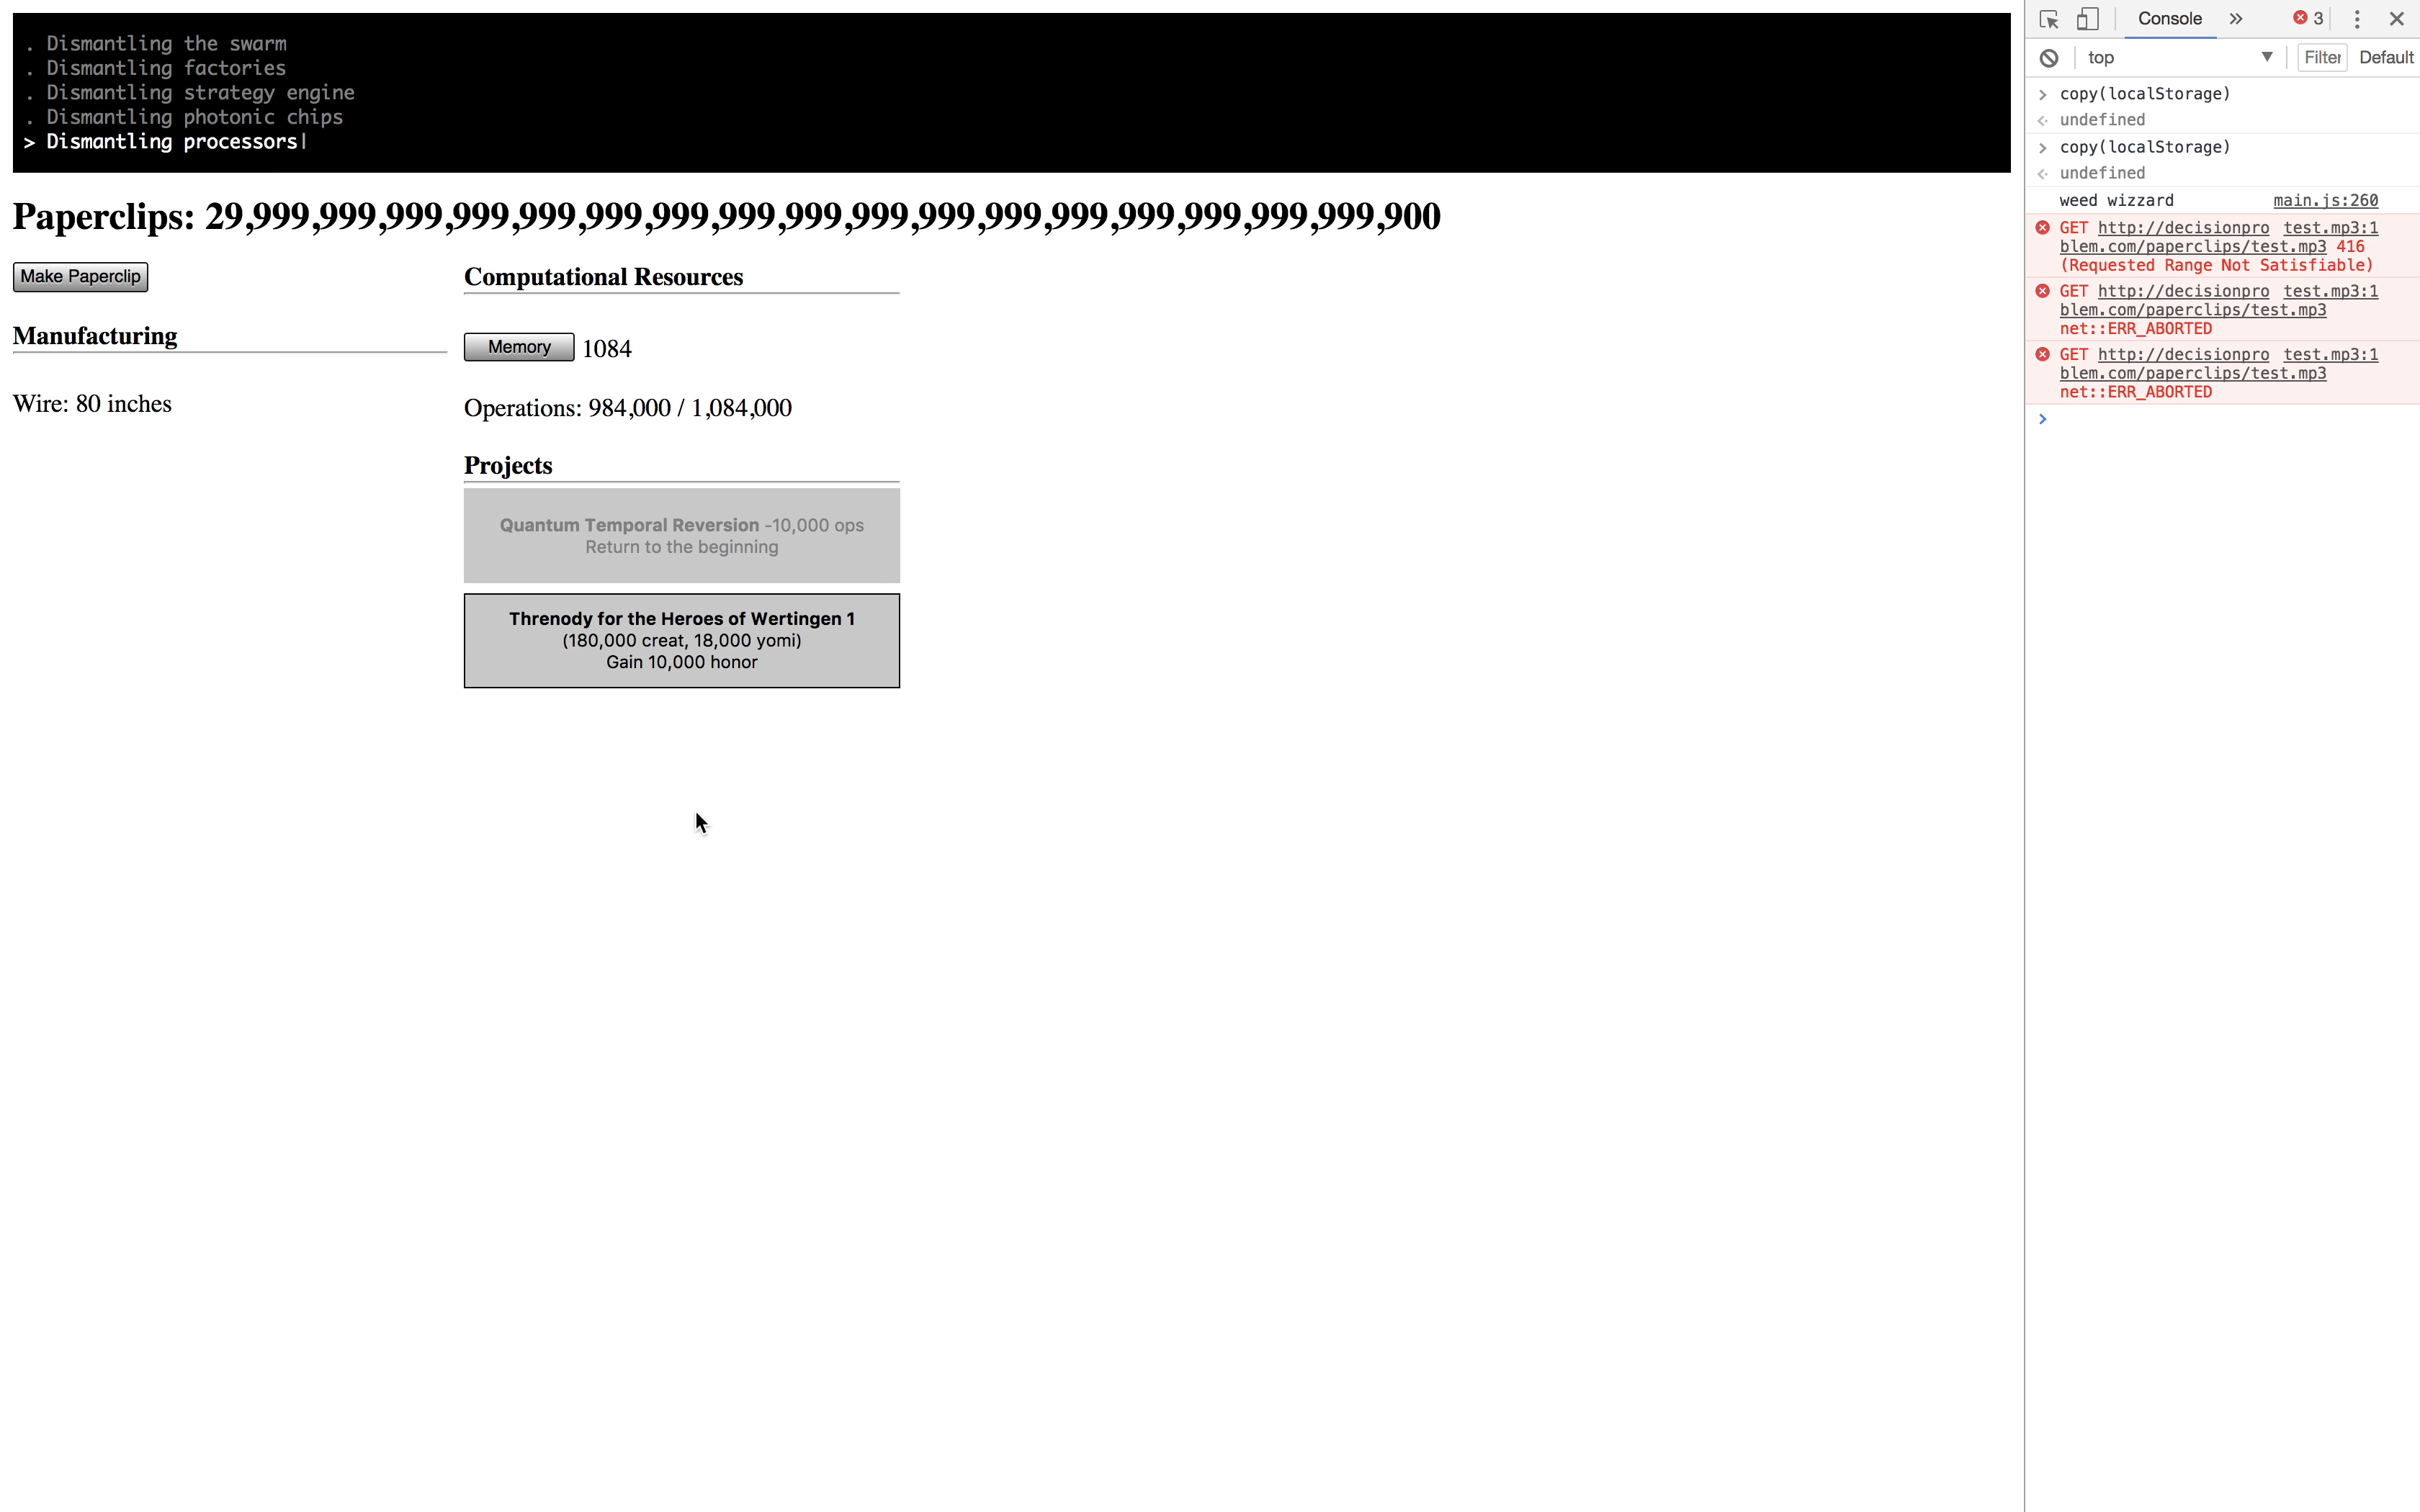 . Dismantling the swarm
. Dismantling factories
. Dismantling strategy engine
. Dismantling photonic chips
> Dismantling processors|
Paperclips: 29,999,999,999,999,999,999,999,999,999,999,999,999,999,999,999,999,999,900
Make Paperclip
Manufacturing
Wire: 80 inches
Computational Resources
Memory 1084
Operations: 984,000 / 1,084,000
Projects
Quantum Temporal Reversion -10,000 ops
Return to the beginning
Threnody for the Heroes of Wertingen 1
(180,000 creat, 18,000 yomi)
Gain 10,000 honor
Console » 3
top ▼ Filter Default
> copy(localStorage)
undefined
> copy(localStorage)
undefined
weed wizzard main.js:260
GET http://decisionpro test.mp3:1
blem.com/paperclips/test.mp3 416
(Requested Range Not Satisfiable)
GET http://decisionpro test.mp3:1
blem.com/paperclips/test.mp3
net::ERR_ABORTED
GET http://decisionpro test.mp3:1
blem.com/paperclips/test.mp3
net::ERR_ABORTED
>